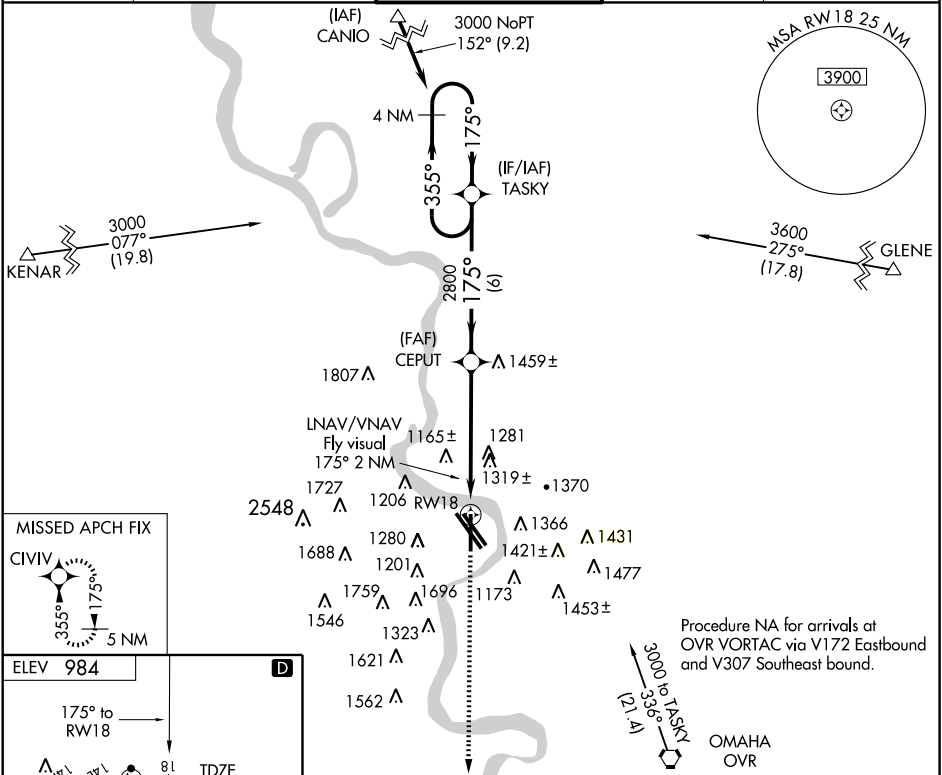 (IAF)
CANIO
3000 NoPT
152° (9.2)
MSA RW18 25 NM
3900
4 NM
355°
175°
(IF/IAF)
TASKY
3000
077°
(19.8)
KENAR
3600
275°
(17.8)
GLENE
2800
175°
(6)
(FAF)
CEPUT
1459±
1807
LNAV/VNAV
Fly visual
175° 2 NM
1165±
1281
1319±
1370
1727
1206
RW18
2548
1366
1280
1431
1421±
1688
1201
1477
1759
1696
1173
1546
1453±
1323
1621
1562
MISSED APCH FIX
CIVIV
355°
175°
5 NM
Procedure NA for arrivals at
OVR VORTAC via V172 Eastbound
and V307 Southeast bound.
3000 to TASKY
336°
(21.4)
OMAHA
OVR
ELEV 984
D
175° to
RW18
18
TDZE